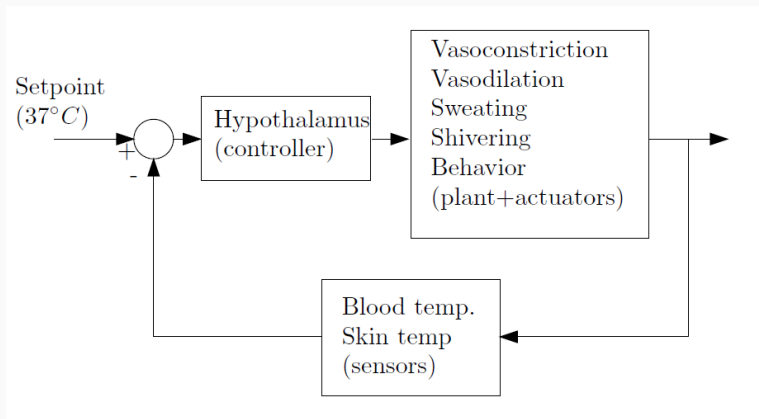 Setpoint
(37°C)
+
-
Hypothalamus
(controller)
Vasoconstriction
Vasodilation
Sweating
Shivering
Behavior
(plant+actuators)
Blood temp.
Skin temp
(sensors)